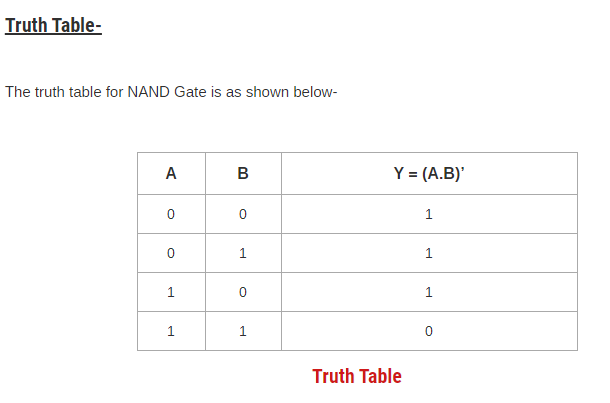 Truth Table-
The truth table for NAND Gate is as shown below-
A B Y = (A.B)’
0 0 1
0 1 1
1 0 1
1 1 0
Truth Table